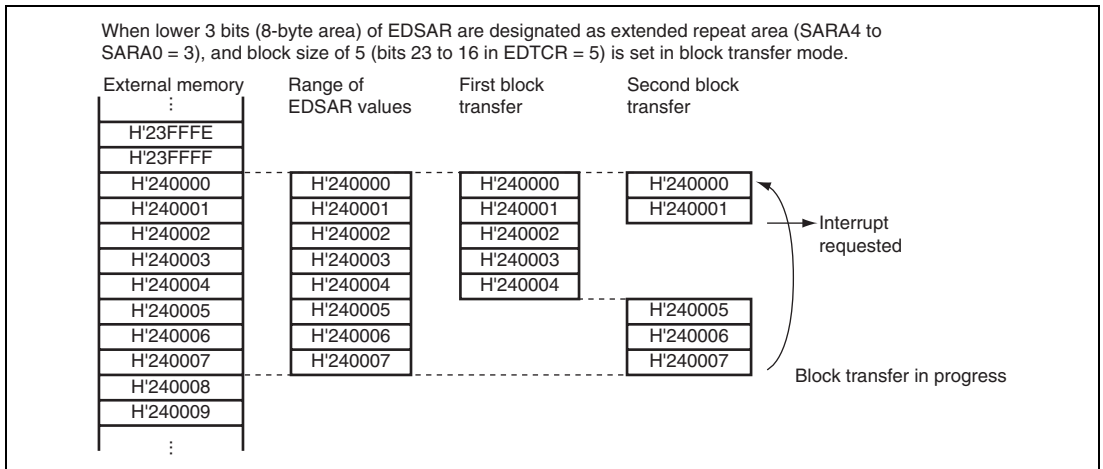 When lower 3 bits (8-byte area) of EDSAR are designated as extended repeat area (SARA4 to
SARA0 = 3), and block size of 5 (bits 23 to 16 in EDTCR = 5) is set in block transfer mode.
External memory
⋮
H'23FFFE
H'23FFFF
H'240000
H'240001
H'240002
H'240003
H'240004
H'240005
H'240006
H'240007
H'240008
H'240009
⋮
Range of
EDSAR values
H'240000
H'240001
H'240002
H'240003
H'240004
H'240005
H'240006
H'240007
First block
transfer
H'240000
H'240001
H'240002
H'240003
H'240004
Second block
transfer
H'240000
H'240001
H'240005
H'240006
H'240007
Interrupt
requested
Block transfer in progress